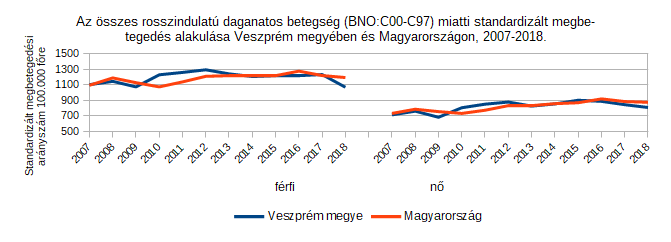 Az összes rosszindulatú daganatos betegség (BNO:C00-C97) miatti standardizált megbe-
tegedés alakulása Veszprém megyében és Magyarországon, 2007-2018.
Standardizált megbetegedési
arányszám 100.000 főre
1500
1300
1100
900
700
500
2007 2008 2009 2010 2011 2012 2013 2014 2015 2016 2017 2018 2007 2008 2009 2010 2011 2012 2013 2014 2015 2016 2017 2018
férfi nő
Veszprém megye Magyarország